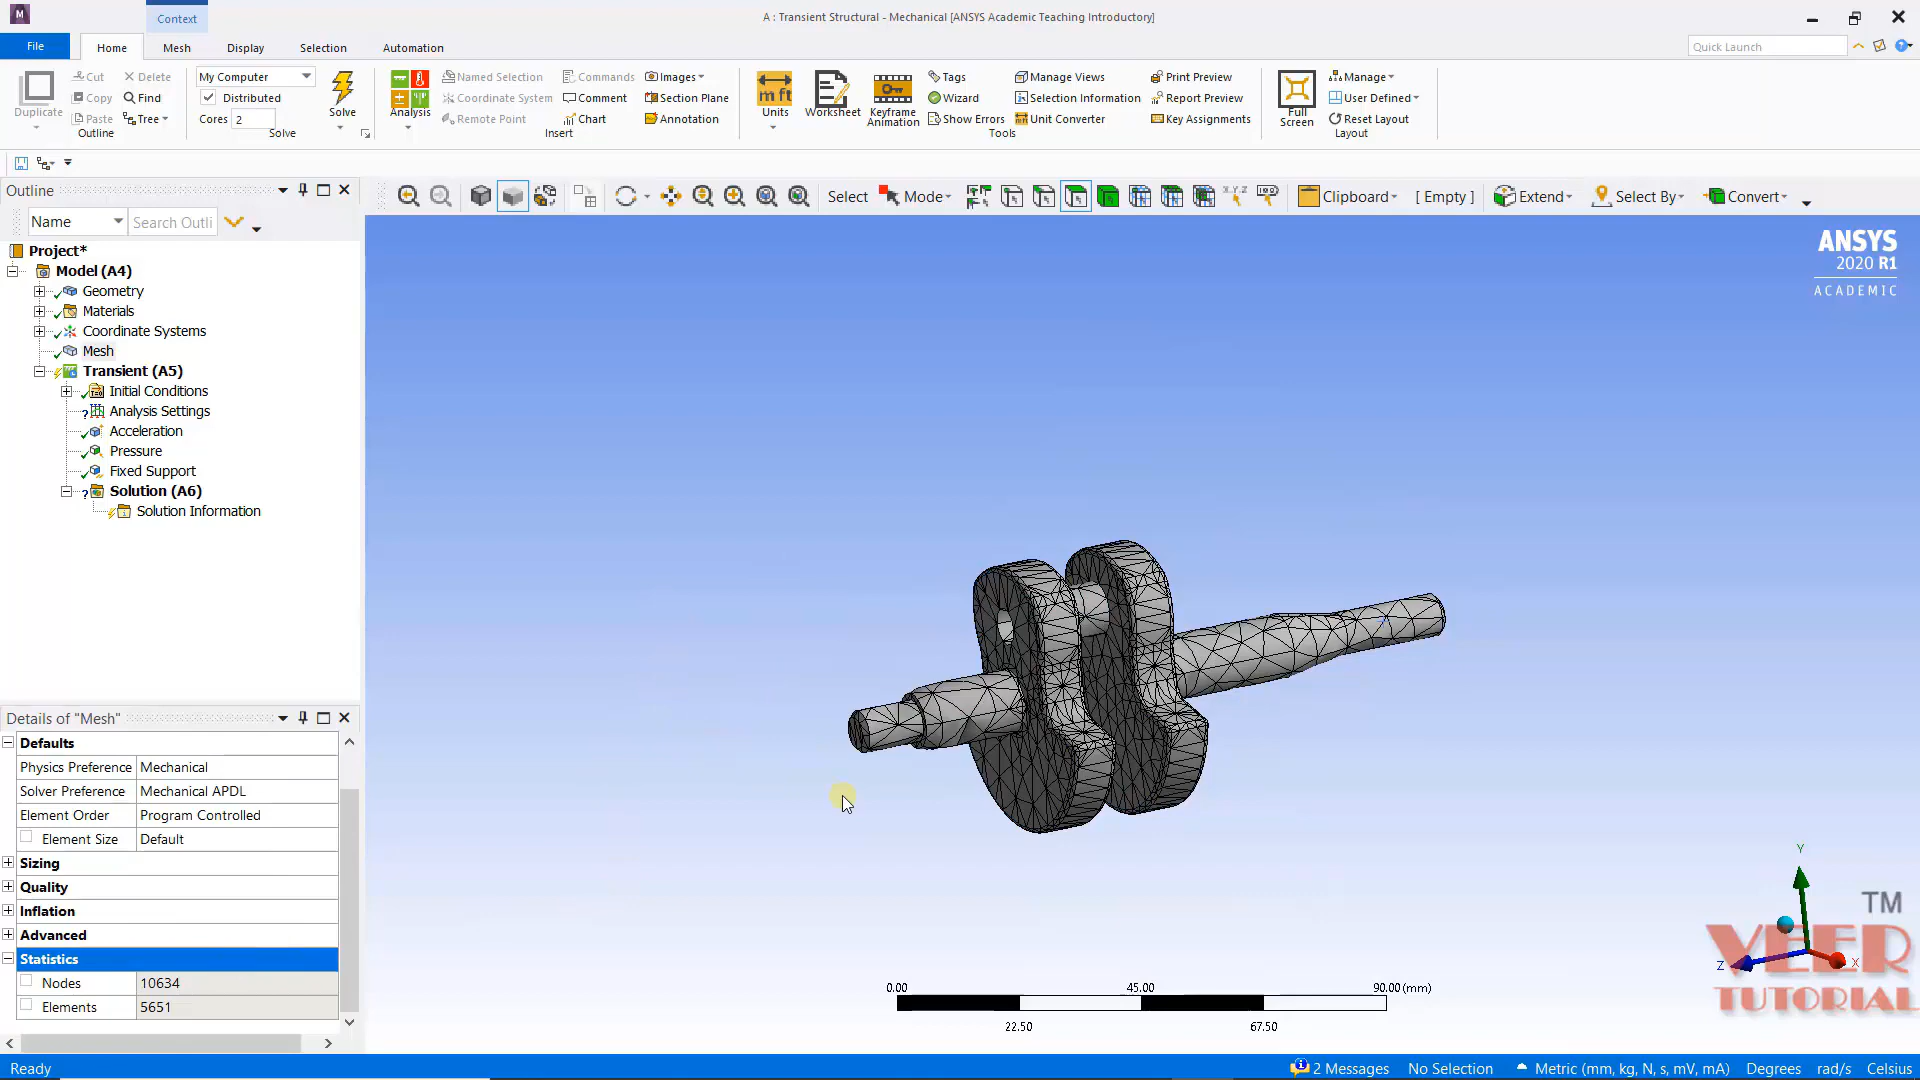 M
Context
A : Transient Structural - Mechanical [ANSYS Academic Teaching Introductory]
File
Home
Mesh
Display
Selection
Automation
Quick Launch
Duplicate
Cut
Copy
Paste
Delete
Find
Tree
Outline
My Computer
Distributed
Cores 2
Solve
Solve
Analysis
Named Selection
Coordinate System
Remote Point
Commands
Comment
Chart
Images
Section Plane
Annotation
Insert
m ft
Units
Worksheet
Keyframe
Animation
Tags
Wizard
Show Errors
Manage Views
Selection Information
Unit Converter
Print Preview
Report Preview
Key Assignments
Tools
Full
Screen
Manage
User Defined
Reset Layout
Layout
Outline
Name
Search Outli
Select
Mode
Clipboard
[ Empty ]
Extend
Select By
Convert
Project*
Model (A4)
Geometry
Materials
Coordinate Systems
Mesh
Transient (A5)
Initial Conditions
Analysis Settings
Acceleration
Pressure
Fixed Support
Solution (A6)
Solution Information
ANSYS
2020 R1
ACADEMIC
Details of "Mesh"
Defaults
Physics Preference Mechanical
Solver Preference Mechanical APDL
Element Order Program Controlled
Element Size Default
Sizing
Quality
Inflation
Advanced
Statistics
Nodes 10634
Elements 5651
0.00 45.00 90.00 (mm)
22.50 67.50
Y
Z
X
TM
VEER
TUTORIAL
Ready
2 Messages
No Selection
Metric (mm, kg, N, s, mV, mA)
Degrees
rad/s
Celsius